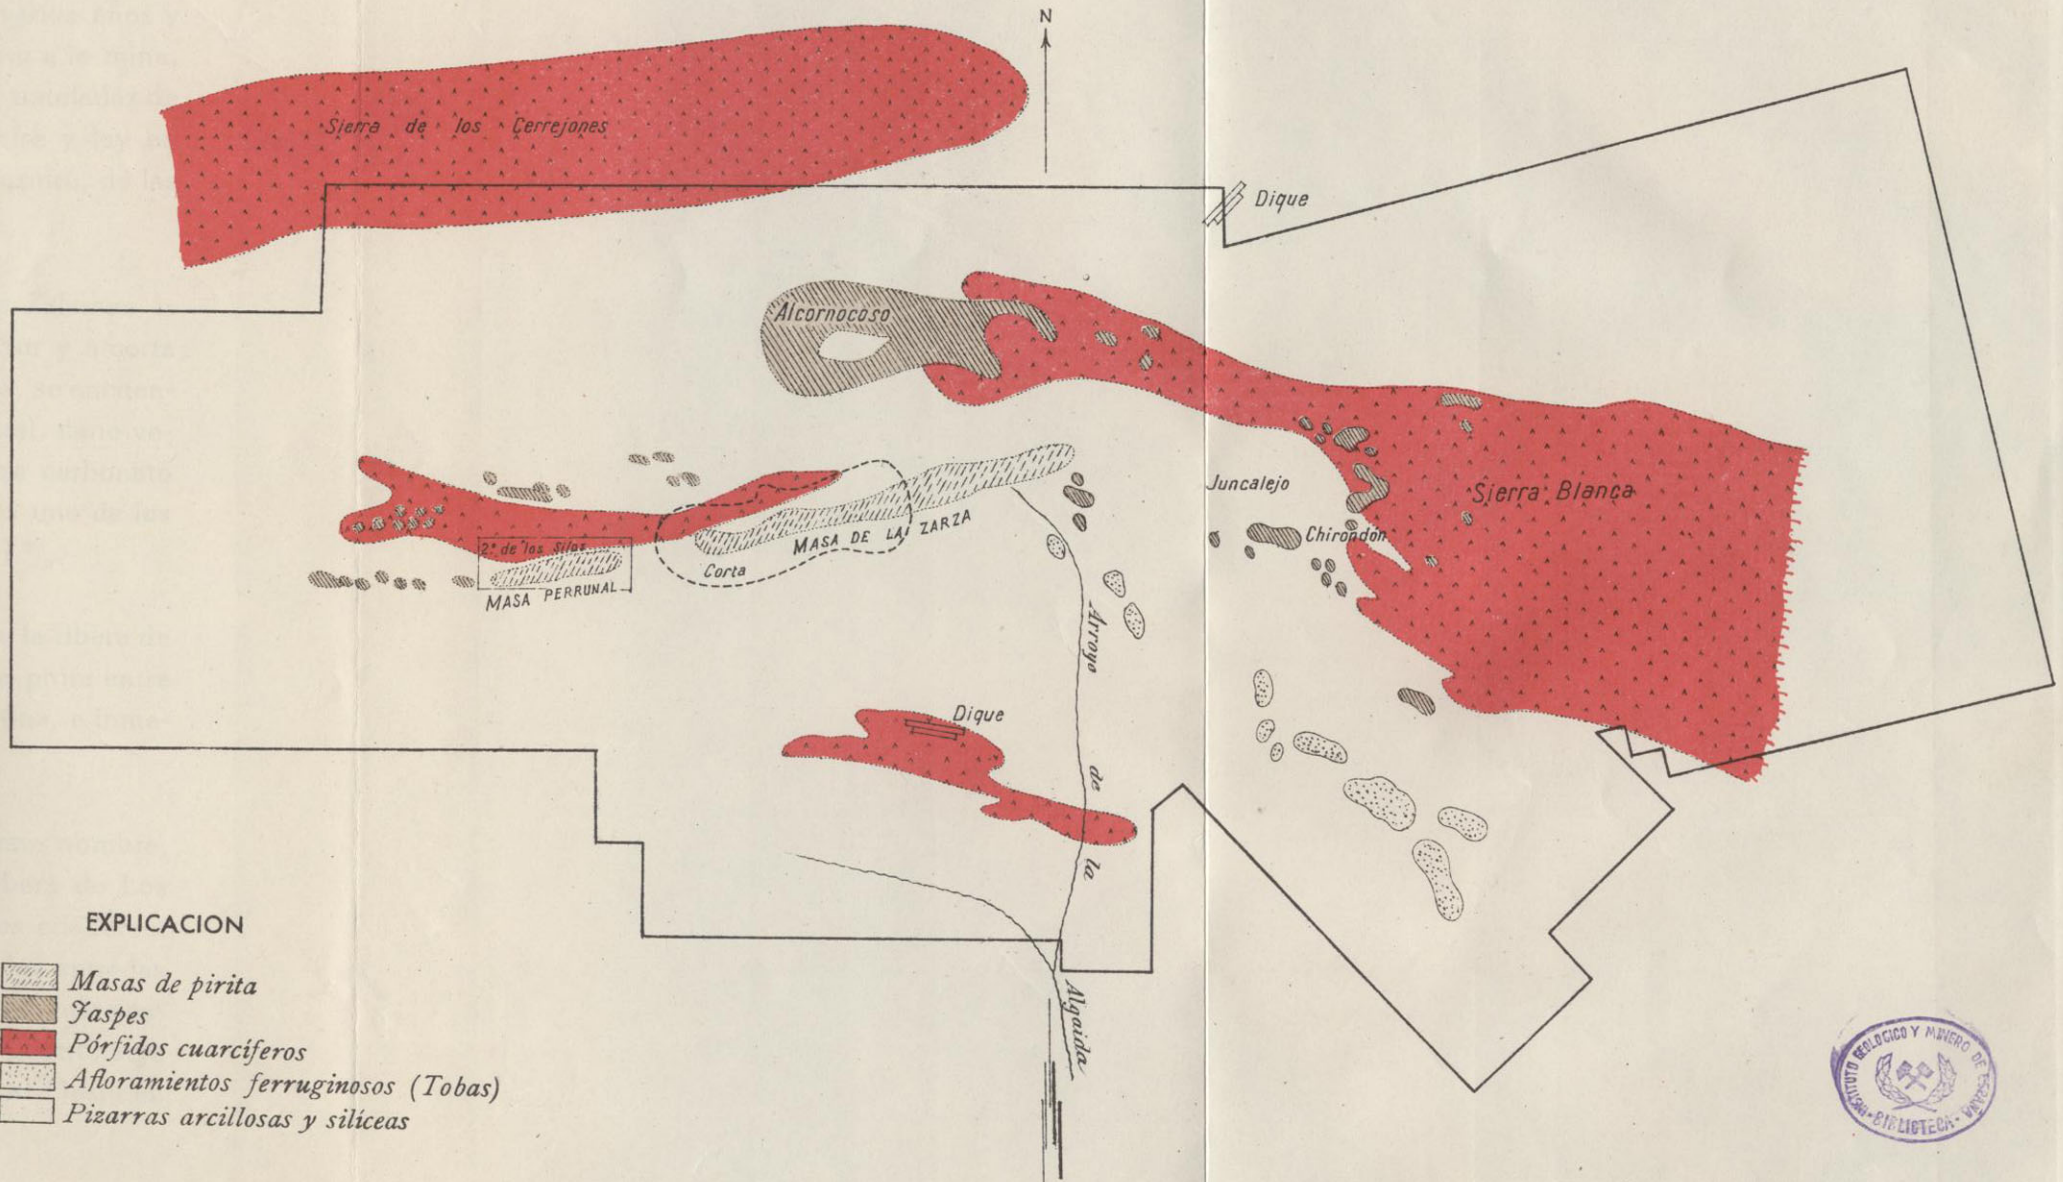 N
Sierra de los Cerrejones
Dique
Alcornocoso
Juncalejo
Sierra Blanca
Chirondón
2ª de los Silos
MASA DE LA ZARZA
Corta
MASA PERRUNAL
Arroyo de la Algaida
Dique
EXPLICACION
Masas de pirita
Jaspes
Pórfidos cuarcíferos
Afloramientos ferruginosos (Tobas)
Pizarras arcillosas y silíceas
INSTITUTO GEOLOGICO Y MINERO DE ESPAÑA
BIBLIOTECA